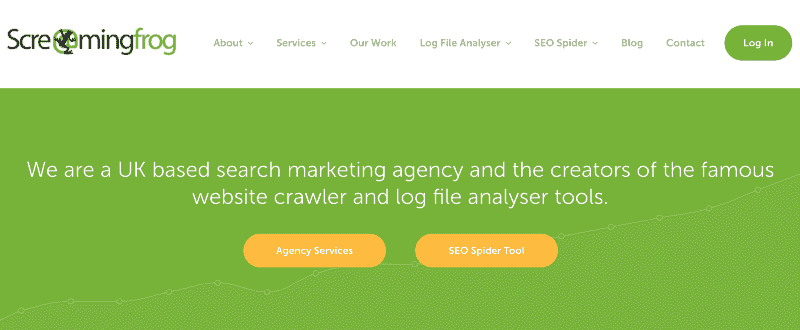 Screamingfrog
About Services Our Work Log File Analyser SEO Spider Blog Contact Log In
We are a UK based search marketing agency and the creators of the famous
website crawler and log file analyser tools.
Agency Services SEO Spider Tool